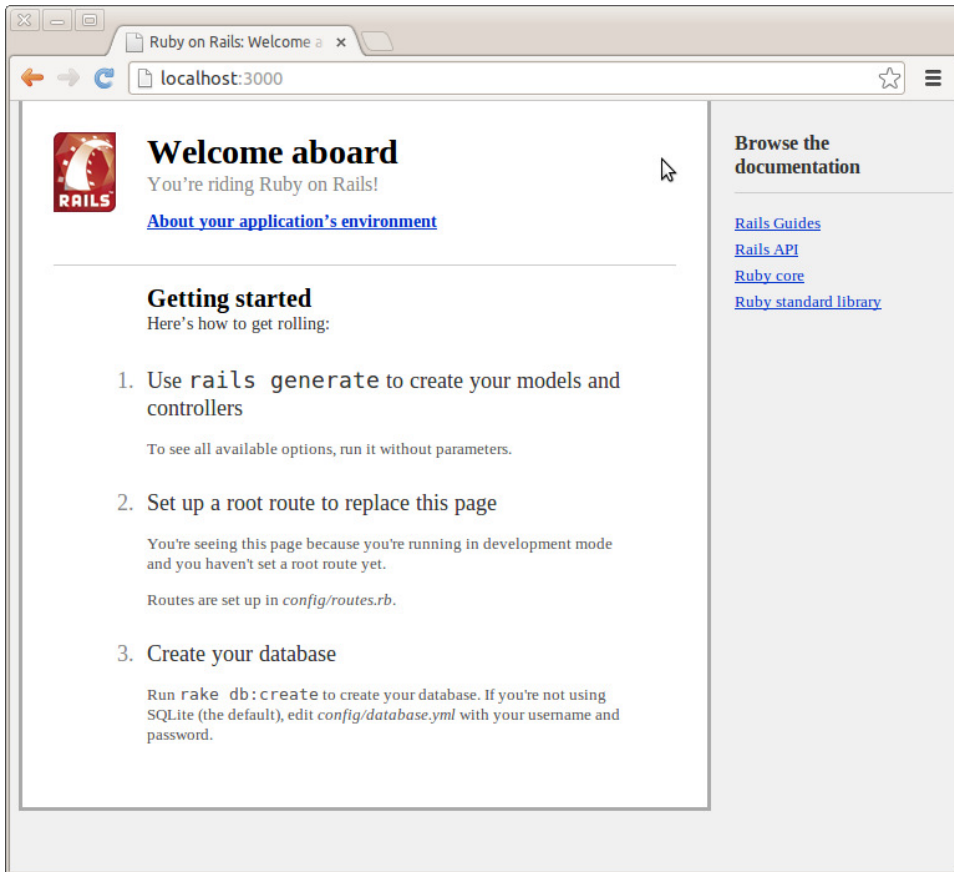 Ruby on Rails: Welcome a
localhost:3000
RAILS
Welcome aboard
You're riding Ruby on Rails!
About your application's environment
Getting started
Here's how to get rolling:
1. Use rails generate to create your models and
controllers
To see all available options, run it without parameters.
2. Set up a root route to replace this page
You're seeing this page because you're running in development mode
and you haven't set a root route yet.
Routes are set up in config/routes.rb.
3. Create your database
Run rake db:create to create your database. If you're not using
SQLite (the default), edit config/database.yml with your username and
password.
Browse the
documentation
Rails Guides
Rails API
Ruby core
Ruby standard library